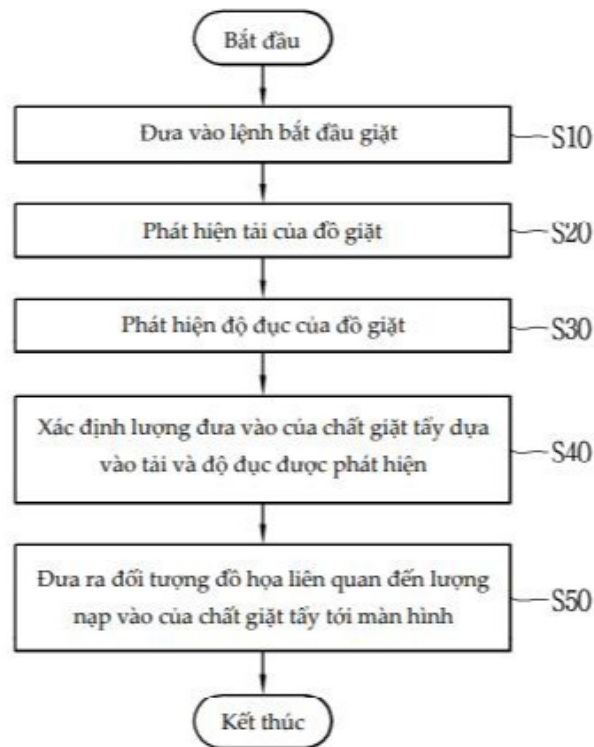 Bắt đầu
Đưa vào lệnh bắt đầu giặt
S10
Phát hiện tải của đồ giặt
S20
Phát hiện độ đục của đồ giặt
S30
Xác định lượng đưa vào của chất giặt tẩy dựa
vào tải và độ đục được phát hiện
S40
Đưa ra đối tượng đồ họa liên quan đến lượng
nạp vào của chất giặt tẩy tới màn hình
S50
Kết thúc